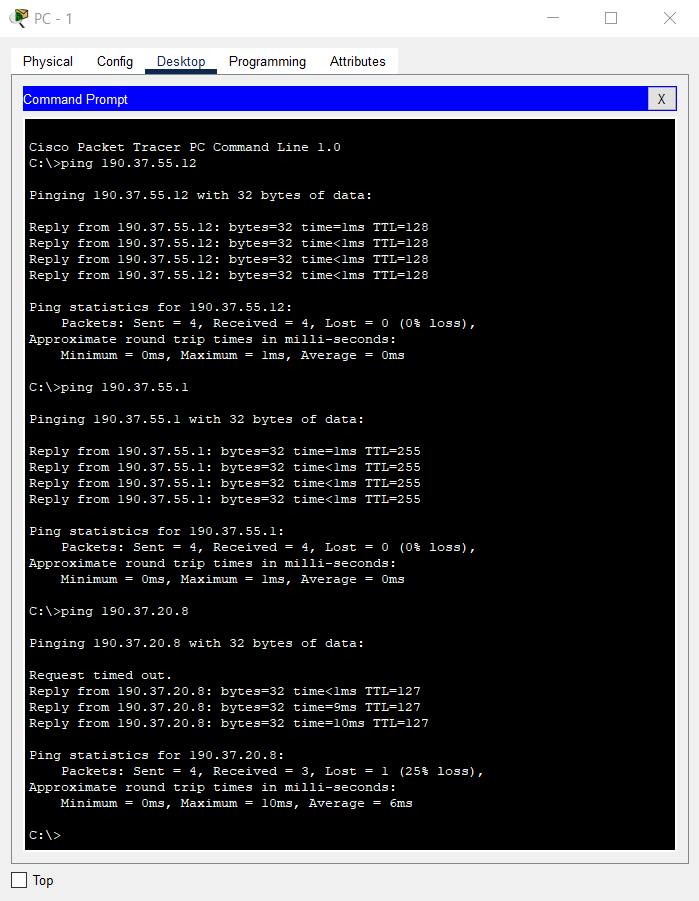 PC - 1
Physical Config Desktop Programming Attributes
Command Prompt X
Cisco Packet Tracer PC Command Line 1.0
C:\>ping 190.37.55.12
Pinging 190.37.55.12 with 32 bytes of data:
Reply from 190.37.55.12: bytes=32 time=1ms TTL=128
Reply from 190.37.55.12: bytes=32 time<1ms TTL=128
Reply from 190.37.55.12: bytes=32 time<1ms TTL=128
Reply from 190.37.55.12: bytes=32 time<1ms TTL=128
Ping statistics for 190.37.55.12:
Packets: Sent = 4, Received = 4, Lost = 0 (0% loss),
Approximate round trip times in milli-seconds:
Minimum = 0ms, Maximum = 1ms, Average = 0ms
C:\>ping 190.37.55.1
Pinging 190.37.55.1 with 32 bytes of data:
Reply from 190.37.55.1: bytes=32 time=1ms TTL=255
Reply from 190.37.55.1: bytes=32 time<1ms TTL=255
Reply from 190.37.55.1: bytes=32 time<1ms TTL=255
Reply from 190.37.55.1: bytes=32 time<1ms TTL=255
Ping statistics for 190.37.55.1:
Packets: Sent = 4, Received = 4, Lost = 0 (0% loss),
Approximate round trip times in milli-seconds:
Minimum = 0ms, Maximum = 1ms, Average = 0ms
C:\>ping 190.37.20.8
Pinging 190.37.20.8 with 32 bytes of data:
Request timed out.
Reply from 190.37.20.8: bytes=32 time<1ms TTL=127
Reply from 190.37.20.8: bytes=32 time=9ms TTL=127
Reply from 190.37.20.8: bytes=32 time=10ms TTL=127
Ping statistics for 190.37.20.8:
Packets: Sent = 4, Received = 3, Lost = 1 (25% loss),
Approximate round trip times in milli-seconds:
Minimum = 0ms, Maximum = 10ms, Average = 6ms
C:\>
Top